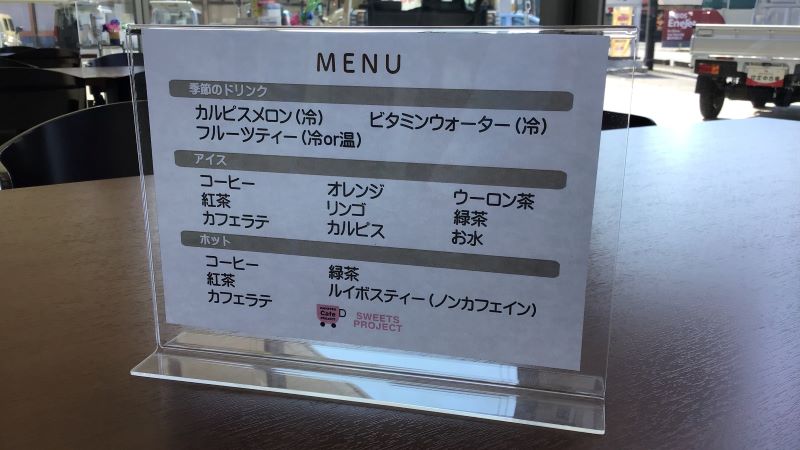 MENU
季節のドリンク
カルピスメロン(冷) ビタミンウォーター(冷)
フルーツティー(冷or温)
アイス
コーヒー オレンジ ウーロン茶
紅茶 リンゴ 緑茶
カフェラテ カルピス お水
ホット
コーヒー 緑茶
紅茶 ルイボスティー(ノンカフェイン)
カフェラテ
Cafe
SWEETS
PROJECT